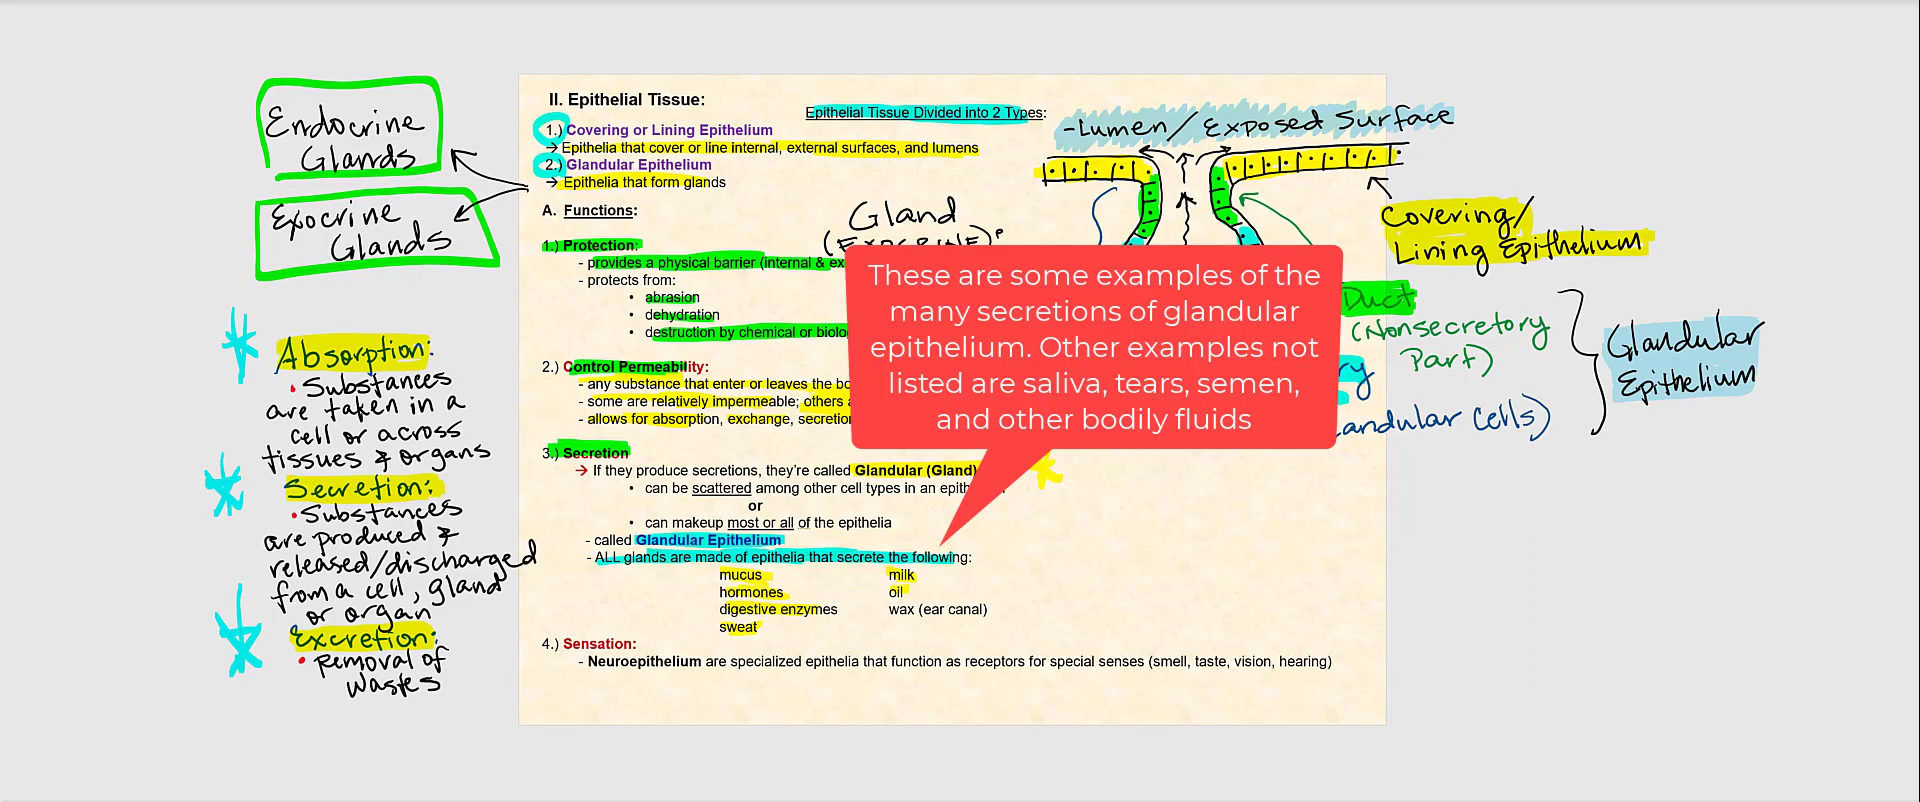 Endocrine
Glands
Exocrine
Glands
Absorption:
• Substances
are taken in a
cell or across
tissues & organs
Secretion:
• Substances
are produced &
released/discharged
from a cell, gland
or organ
Excretion:
• Removal of
wastes
II. Epithelial Tissue:
Epithelial Tissue Divided into 2 Types:
1.) Covering or Lining Epithelium
→ Epithelia that cover or line internal, external surfaces, and lumens
2.) Glandular Epithelium
→ Epithelia that form glands
A. Functions:
1.) Protection:
- provides a physical barrier (internal &
- protects from:
• abrasion
• dehydration
• destruction by chemical or
2.) Control Permeability:
- any substance that enter or leaves the
- some are relatively impermeable; others
- allows for absorption, exchange,
3.) Secretion
→ If they produce secretions, they're called Glandular (Gland)
• can be scattered among other cell types in an
or
• can makeup most or all of the epithelia
- called Glandular Epithelium
- ALL glands are made of epithelia that secrete the following:
mucus milk
hormones oil
digestive enzymes wax (ear canal)
sweat
4.) Sensation:
- Neuroepithelium are specialized epithelia that function as receptors for special senses (smell, taste, vision, hearing)
Gland
These are some examples of the
many secretions of glandular
epithelium. Other examples not
listed are saliva, tears, semen,
and other bodily fluids
-Lumen/Exposed Surface
Covering/
Lining Epithelium
Duct
(Nonsecretory
Part)
Cells)
Glandular
Epithelium